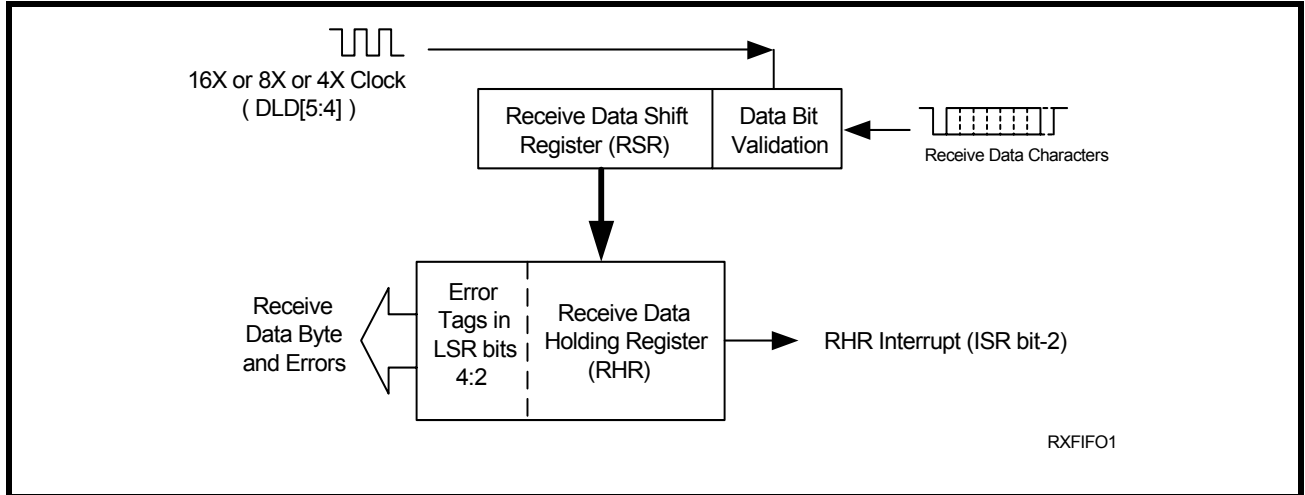 16X or 8X or 4X Clock
( DLD[5:4] )
Receive Data Shift
Register (RSR)
Data Bit
Validation
Receive Data Characters
Receive
Data Byte
and Errors
Error
Tags in
LSR bits
4:2
Receive Data
Holding Register
(RHR)
RHR Interrupt (ISR bit-2)
RXFIFO1